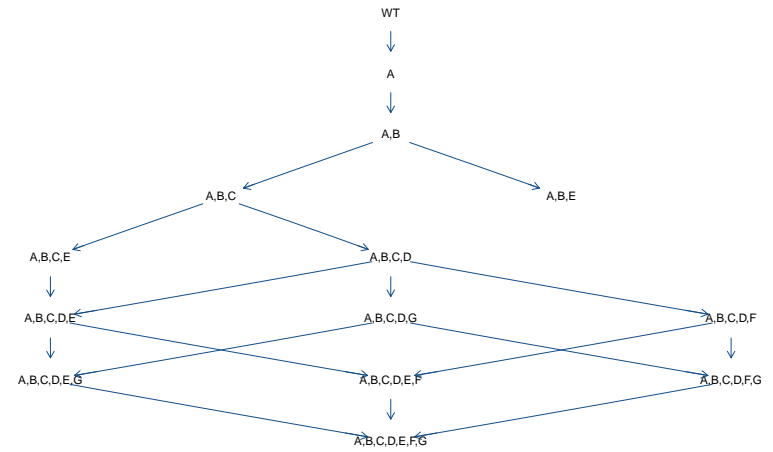 WT
A
A,B
A,B,C
A,B,E
A,B,C,E
A,B,C,D
A,B,C,D,E
A,B,C,D,G
A,B,C,D,F
A,B,C,D,E,G
A,B,C,D,E,F
A,B,C,D,F,G
A,B,C,D,E,F,G